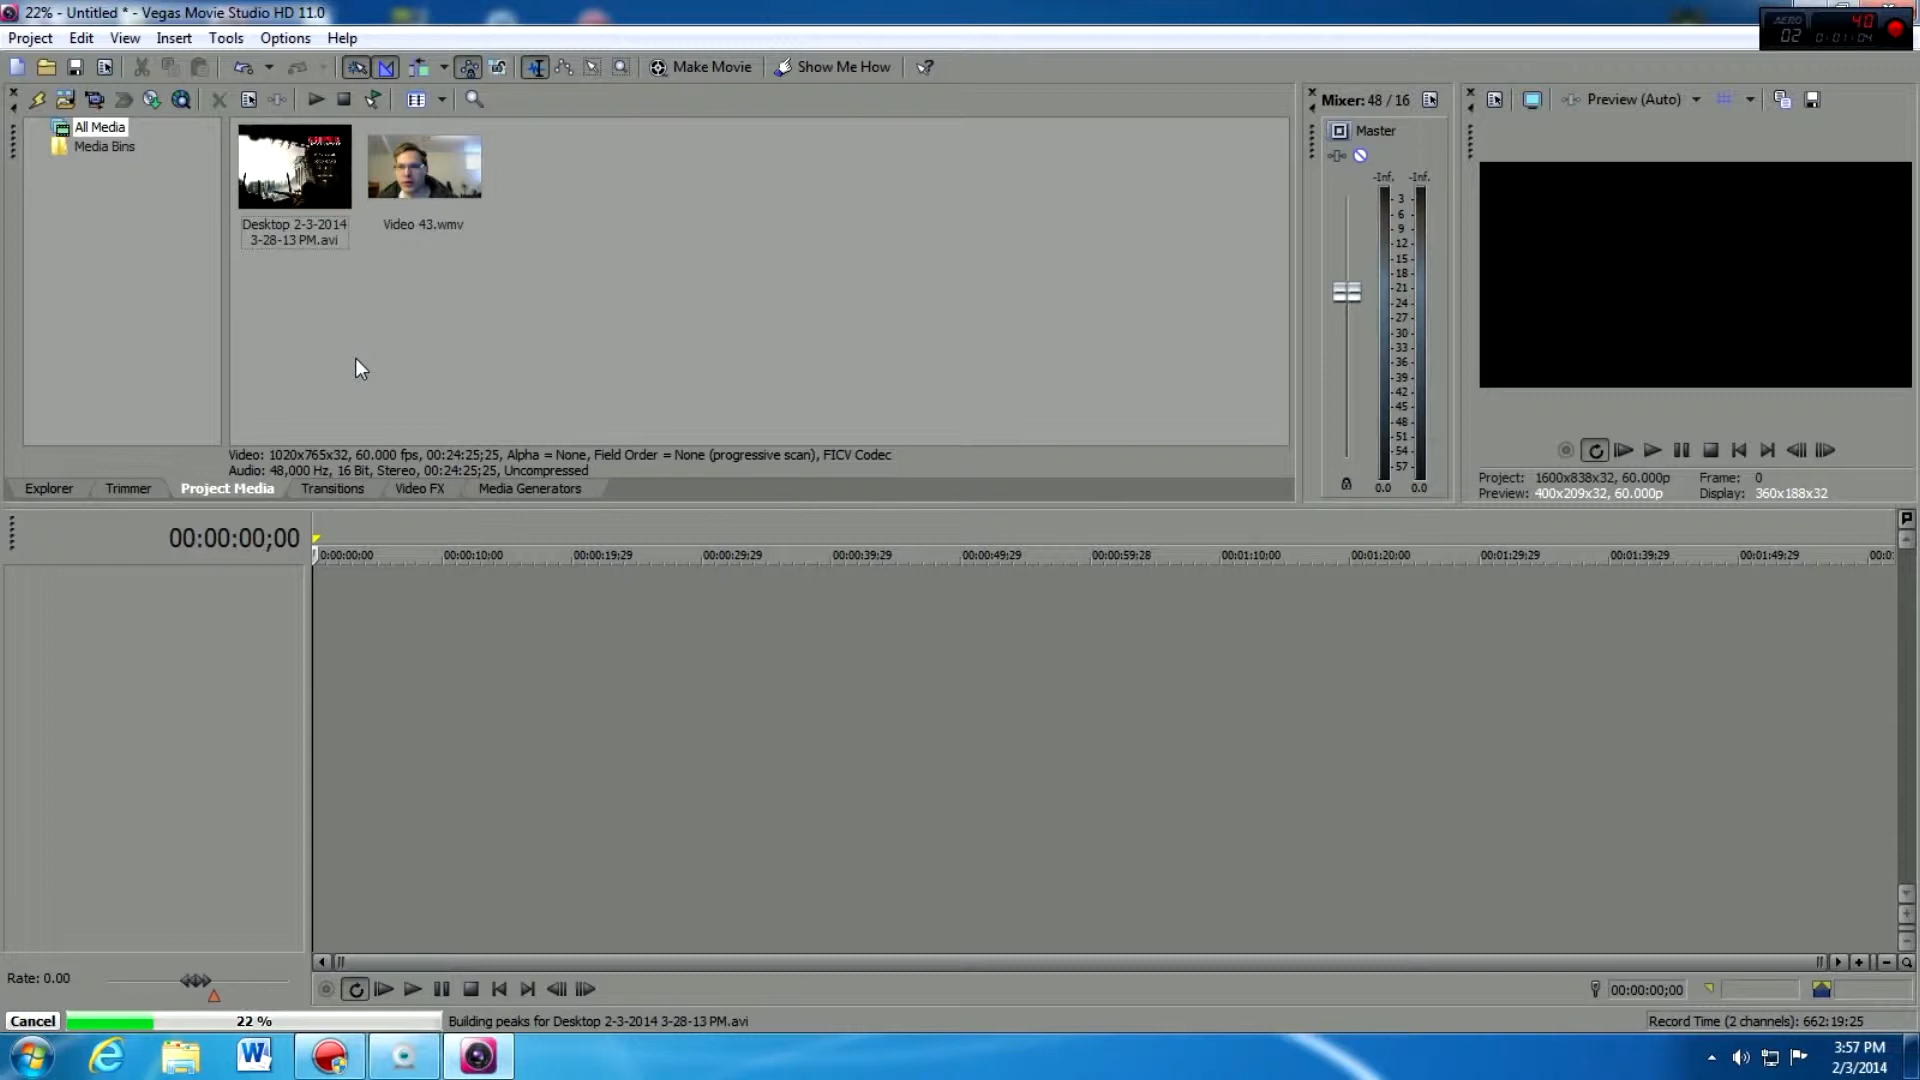 22% - Untitled * - Vegas Movie Studio HD 11.0
AERO
40
02
0:01:04
Project Edit View Insert Tools Options Help
Make Movie Show Me How
All Media
Media Bins
Desktop 2-3-2014
3-28-13 PM.avi
Video 43.wmv
Mixer: 48 / 16
Master
-Inf. -Inf.
3
6
9
-12
-15
-18
-21
24
-27
-30
-33
-36
-39
-42
-45
-48
-51
-54
-57
0.0 0.0
Preview (Auto)
Video: 1020x765x32, 60.000 fps, 00:24:25;25, Alpha = None, Field Order = None (progressive scan), FICV Codec
Audio: 48,000 Hz, 16 Bit, Stereo, 00:24:25;25, Uncompressed
Explorer Trimmer Project Media Transitions Video FX Media Generators
Project: 1600x838x32, 60.000p Frame: 0
Preview: 400x209x32, 60.000p Display: 360x188x32
00:00:00;00
0:00:00:00 00:00:10:00 00:00:19;29 00:00:29;29 00:00:39;29 00:00:49;29 00:00:59;28 00:01:10:00 00:01:20:00 00:01:29;29 00:01:39;29 00:01:49;29 00:0
Rate: 0.00
00:00:00;00
Cancel 22 % Building peaks for Desktop 2-3-2014 3-28-13 PM.avi
Record Time (2 channels): 662:19:25
3:57 PM
2/3/2014